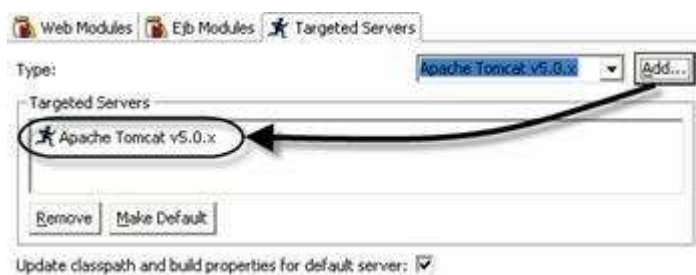 Web Modules Ejb Modules Targeted Servers
Type: Apache Tomcat v5.0.x Add...
Targeted Servers
Apache Tomcat v5.0.x
Remove Make Default
Update classpath and build properties for default server: